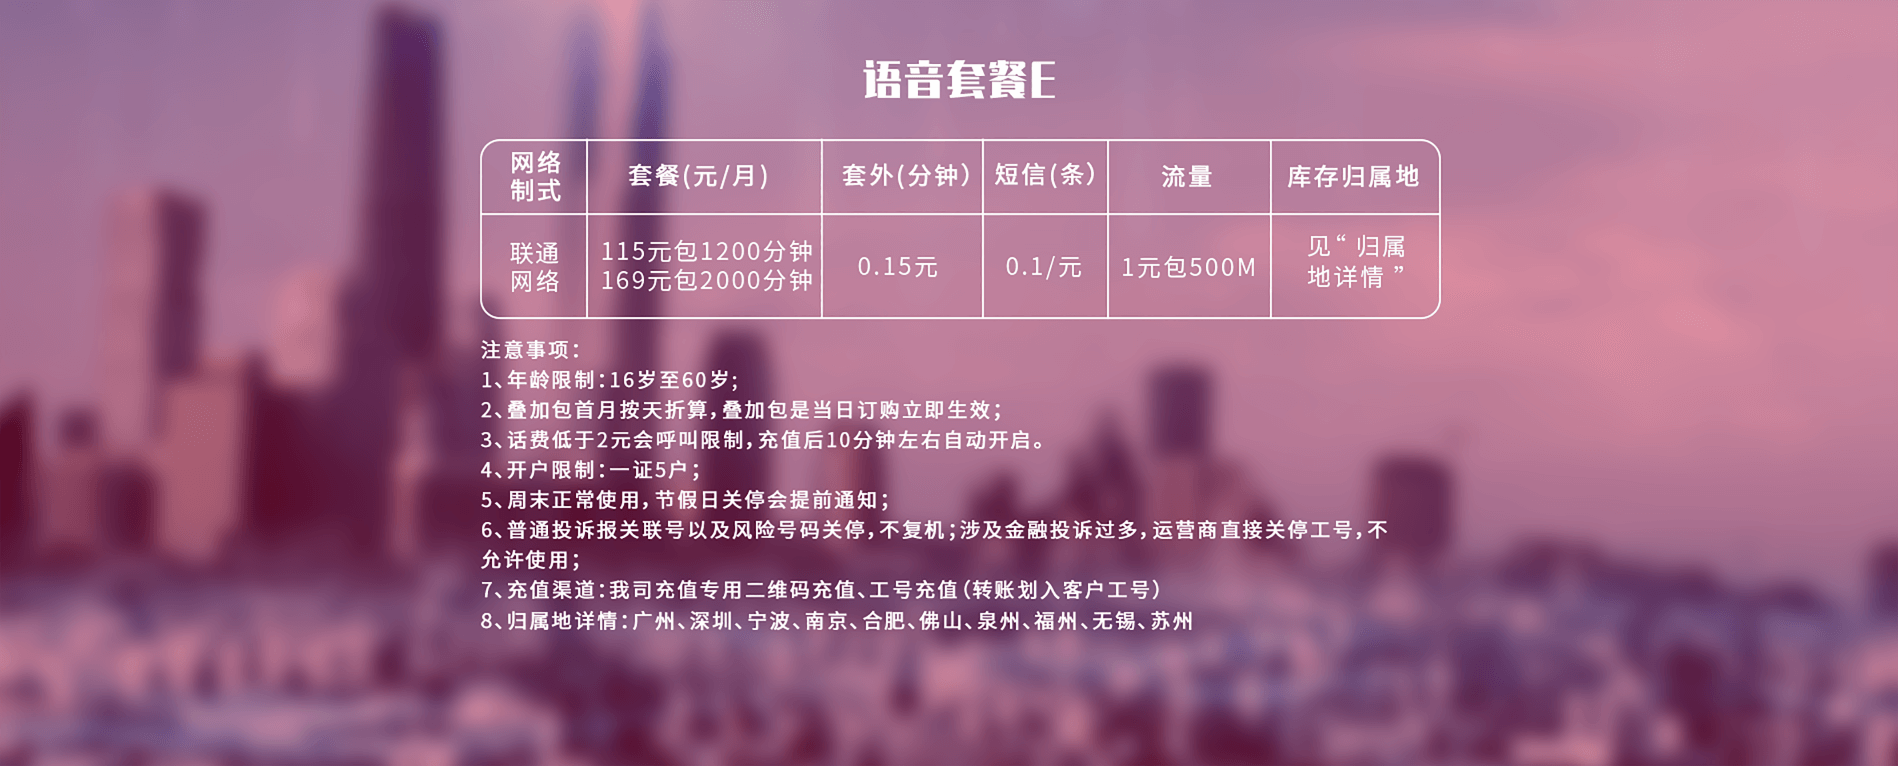 语音套餐E
网络
制式
套餐(元/月)
套外(分钟)
短信(条)
流量
库存归属地
联通
网络
115元包1200分钟
169元包2000分钟
0.15元
0.1/元
1元包500M
见“归属
地详情”
注意事项：
1、年龄限制：16岁至60岁；
2、叠加包首月按天折算，叠加包是当日订购立即生效；
3、话费低于2元会呼叫限制，充值后10分钟左右自动开启。
4、开户限制：一证5户；
5、周末正常使用，节假日关停会提前通知；
6、普通投诉报关联号以及风险号码关停，不复机；涉及金融投诉过多，运营商直接关停工号，不
允许使用；
7、充值渠道：我司充值专用二维码充值、工号充值（转账划入客户工号）
8、归属地详情：广州、深圳、宁波、南京、合肥、佛山、泉州、福州、无锡、苏州